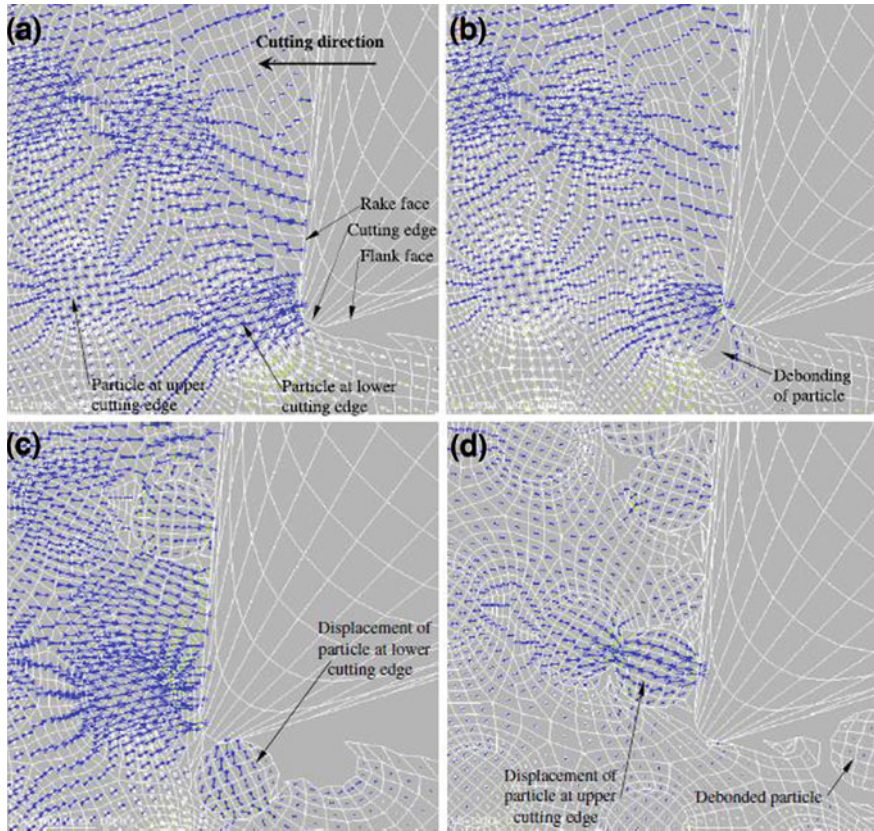 (a)
Cutting direction
Rake face
Cutting edge
Flank face
Particle at upper
cutting edge
Particle at lower
cutting edge
(b)
Debonding
of particle
(c)
Displacement of
particle at lower
cutting edge
(d)
Displacement of
particle at upper
cutting edge
Debonded particle